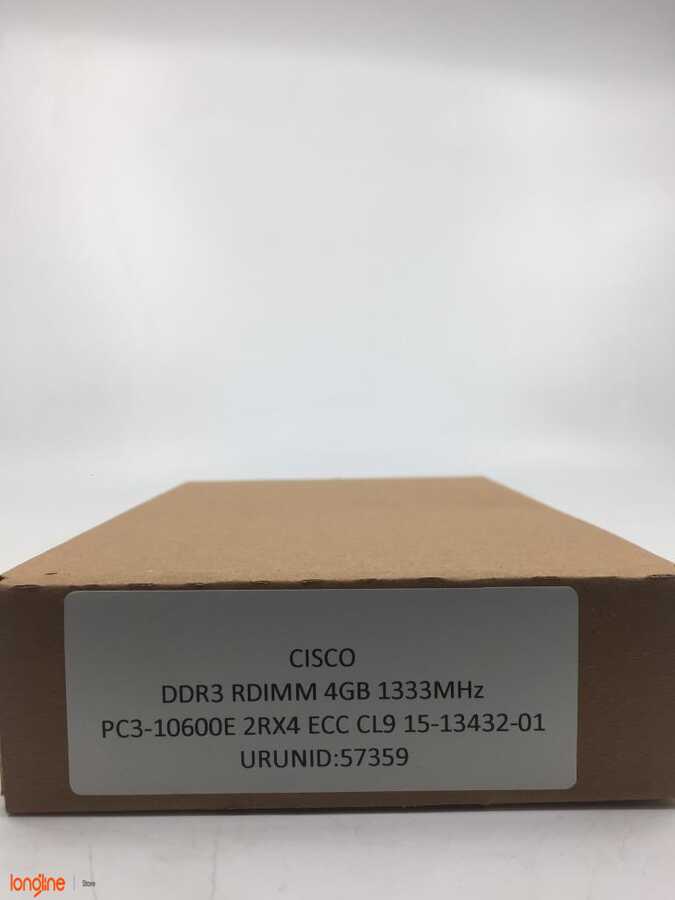 CISCO
DDR3 RDIMM 4GB 1333MHz
PC3-10600E 2RX4 ECC CL9 15-13432-01
URUNID:57359
longline | Store